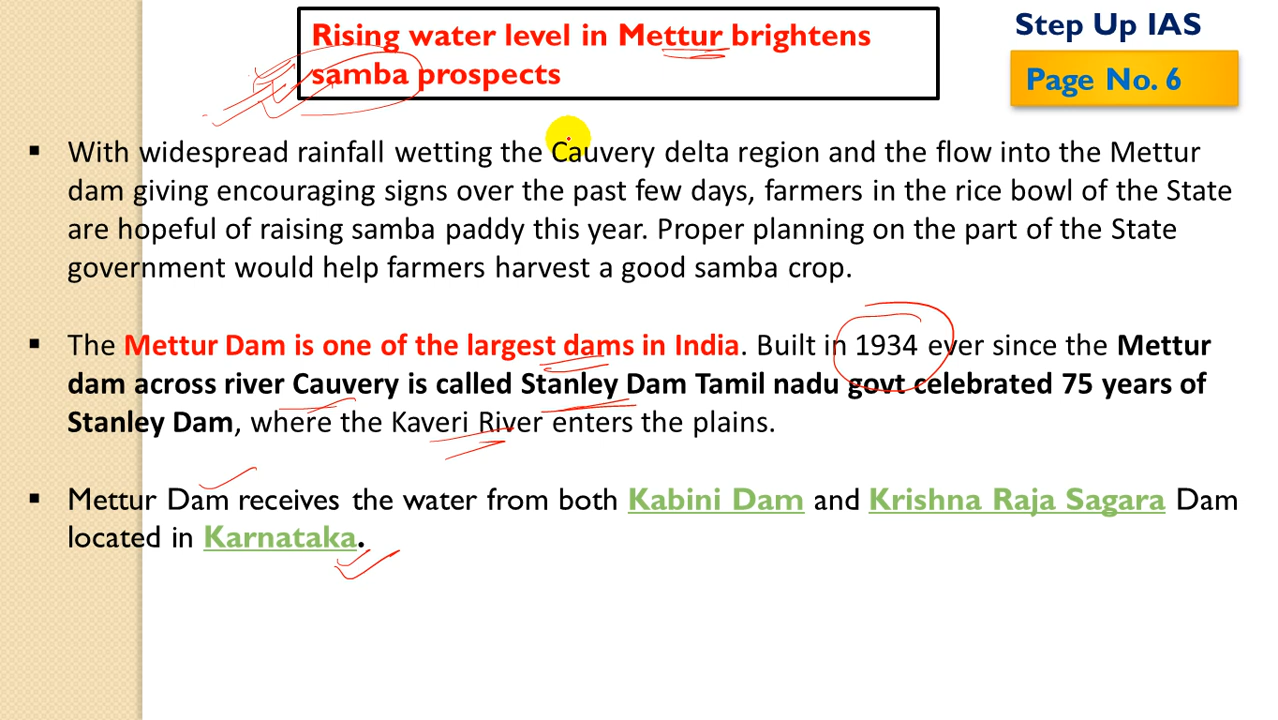 Rising water level in Mettur brightens
samba prospects
Step Up IAS
Page No. 6
▪ With widespread rainfall wetting the Cauvery delta region and the flow into the Mettur
dam giving encouraging signs over the past few days, farmers in the rice bowl of the State
are hopeful of raising samba paddy this year. Proper planning on the part of the State
government would help farmers harvest a good samba crop.
▪ The Mettur Dam is one of the largest dams in India. Built in 1934 ever since the Mettur
dam across river Cauvery is called Stanley Dam Tamil nadu govt celebrated 75 years of
Stanley Dam, where the Kaveri River enters the plains.
▪ Mettur Dam receives the water from both Kabini Dam and Krishna Raja Sagara Dam
located in Karnataka.